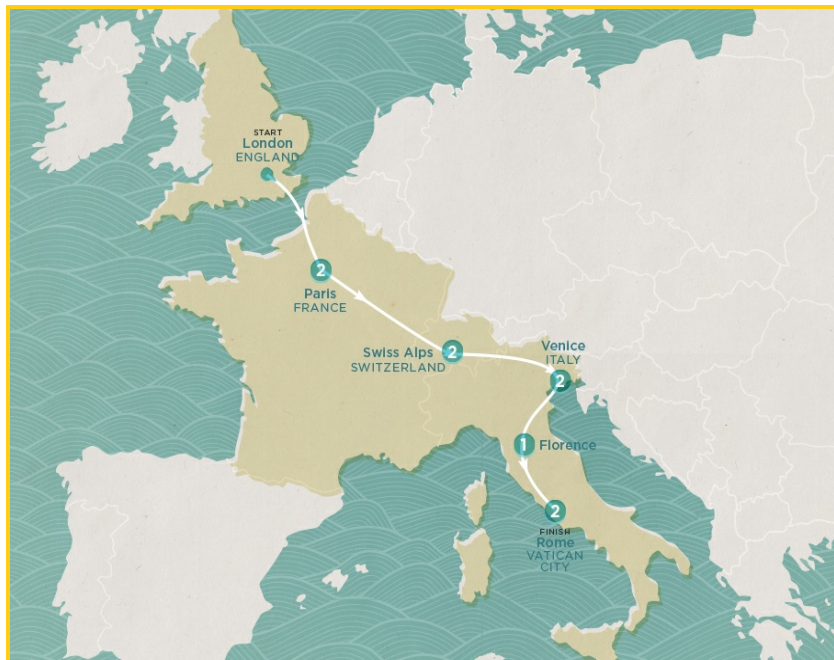 START
London
ENGLAND
2
Paris
FRANCE
Swiss Alps
SWITZERLAND
2
Venice
ITALY
2
1
Florence
2
FINISH
Rome
VATICAN
CITY